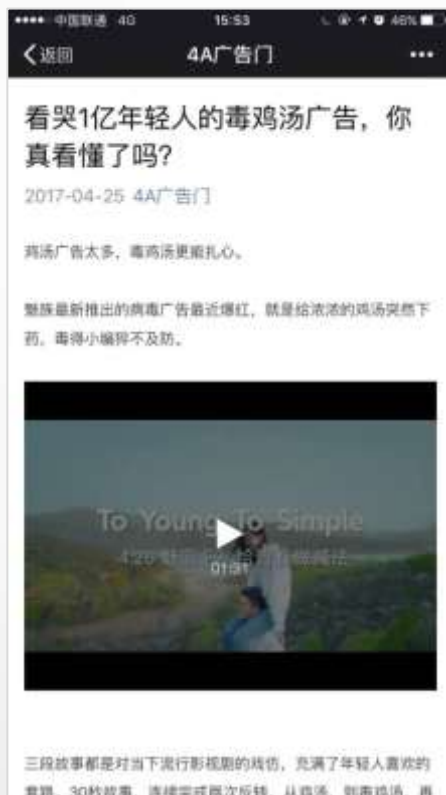 中国联通 4G 15:53 46%
返回 4A广告门
看哭1亿年轻人的毒鸡汤广告，你
真看懂了吗？
2017-04-25 4A广告门
鸡汤广告太多，毒鸡汤更能扎心。
魅族最新推出的病毒广告最近爆红，就是给浓浓的鸡汤突然下
药，毒得小编猝不及防。
To Young To Simple
4.26 魅蓝
01:31
三段故事都是对当下流行影视剧的戏仿，充满了年轻人喜欢的
套路，30秒故事，连续完成两次反转，从鸡汤，到毒鸡汤，再